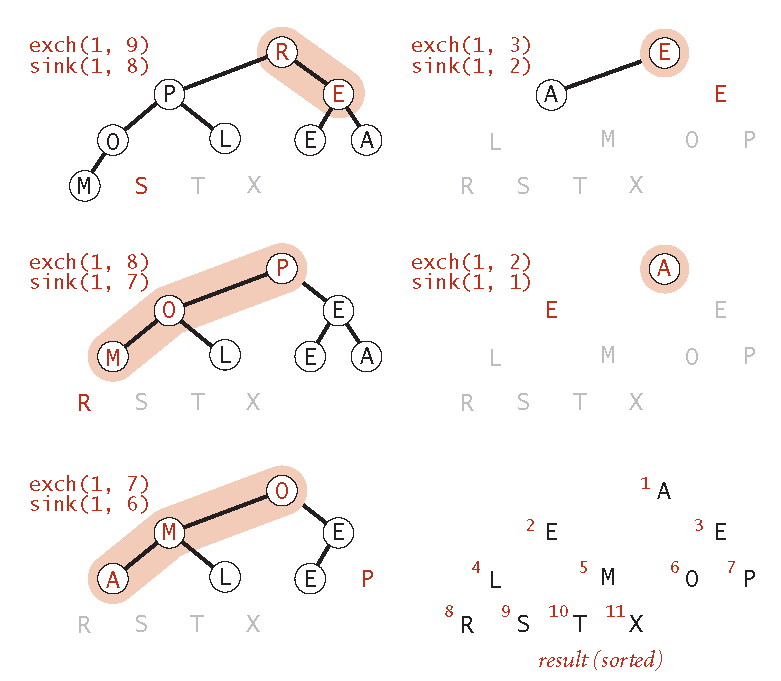 exch(1, 9)
sink(1, 8)
R
P E
O L E A
M S T X
exch(1, 8)
sink(1, 7)
P
O E
M L E A
R S T X
exch(1, 7)
sink(1, 6)
O
M E
A L E P
R S T X
exch(1, 3)
sink(1, 2)
E
A E
L M O P
R S T X
exch(1, 2)
sink(1, 1)
A
E E
L M O P
R S T X
1 A
2 E 3 E
4 L 5 M 6 O 7 P
8 R 9 S 10 T 11 X
result (sorted)